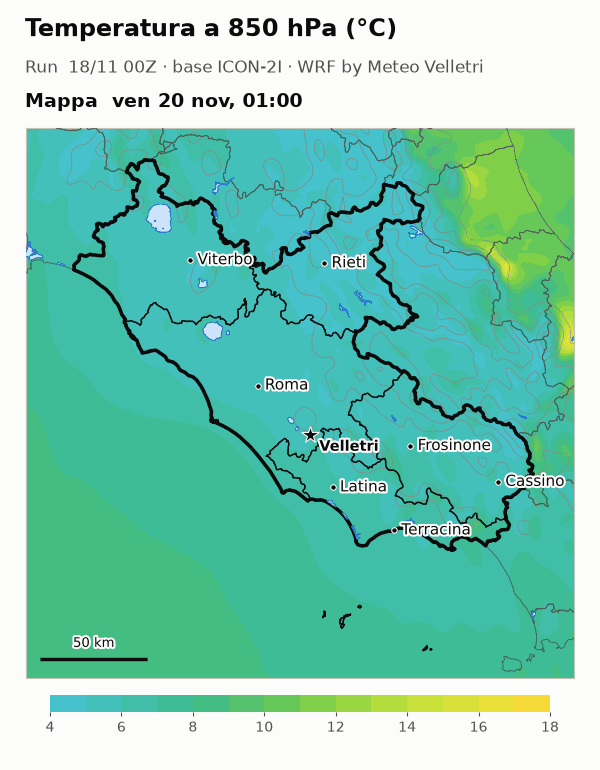 Temperatura a 850 hPa (°C)
Run  18/11 00Z · base ICON-2I · WRF by Meteo Velletri
Mappa  ven 20 nov, 01:00
Viterbo
Rieti
Roma
Velletri
Frosinone
Latina
Cassino
Terracina
50 km
4 6 8 10 12 14 16 18